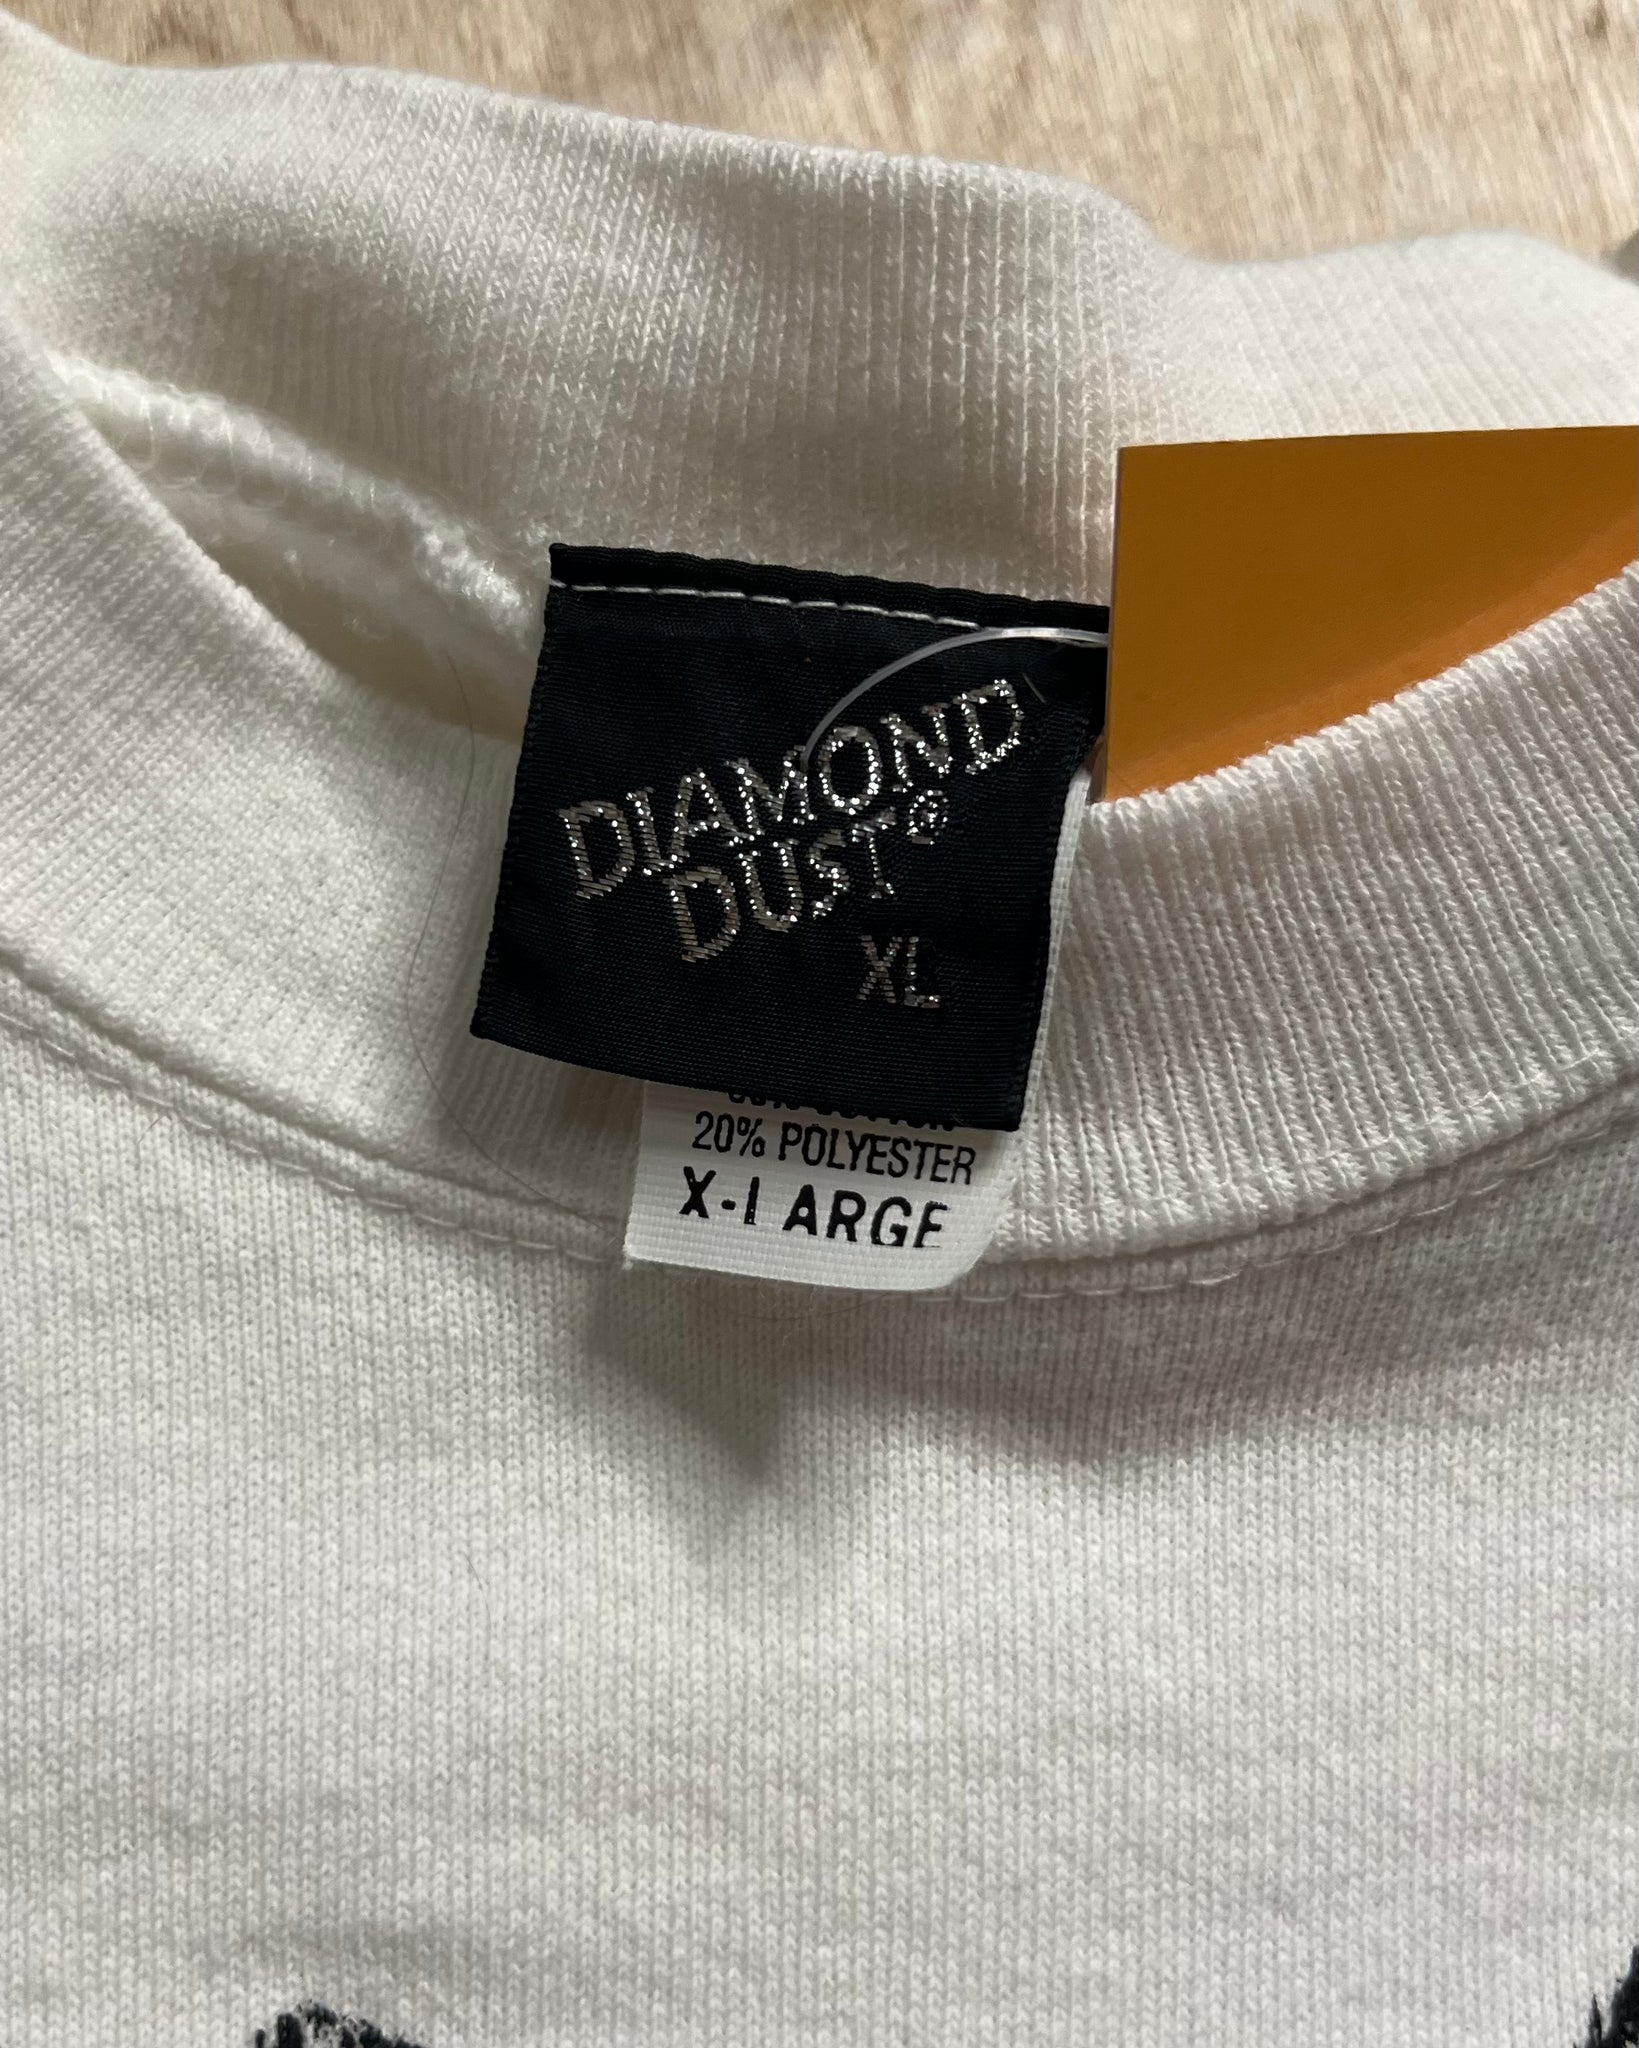 DIAMOND
DUST®
XL
20% POLYESTER
X-LARGE